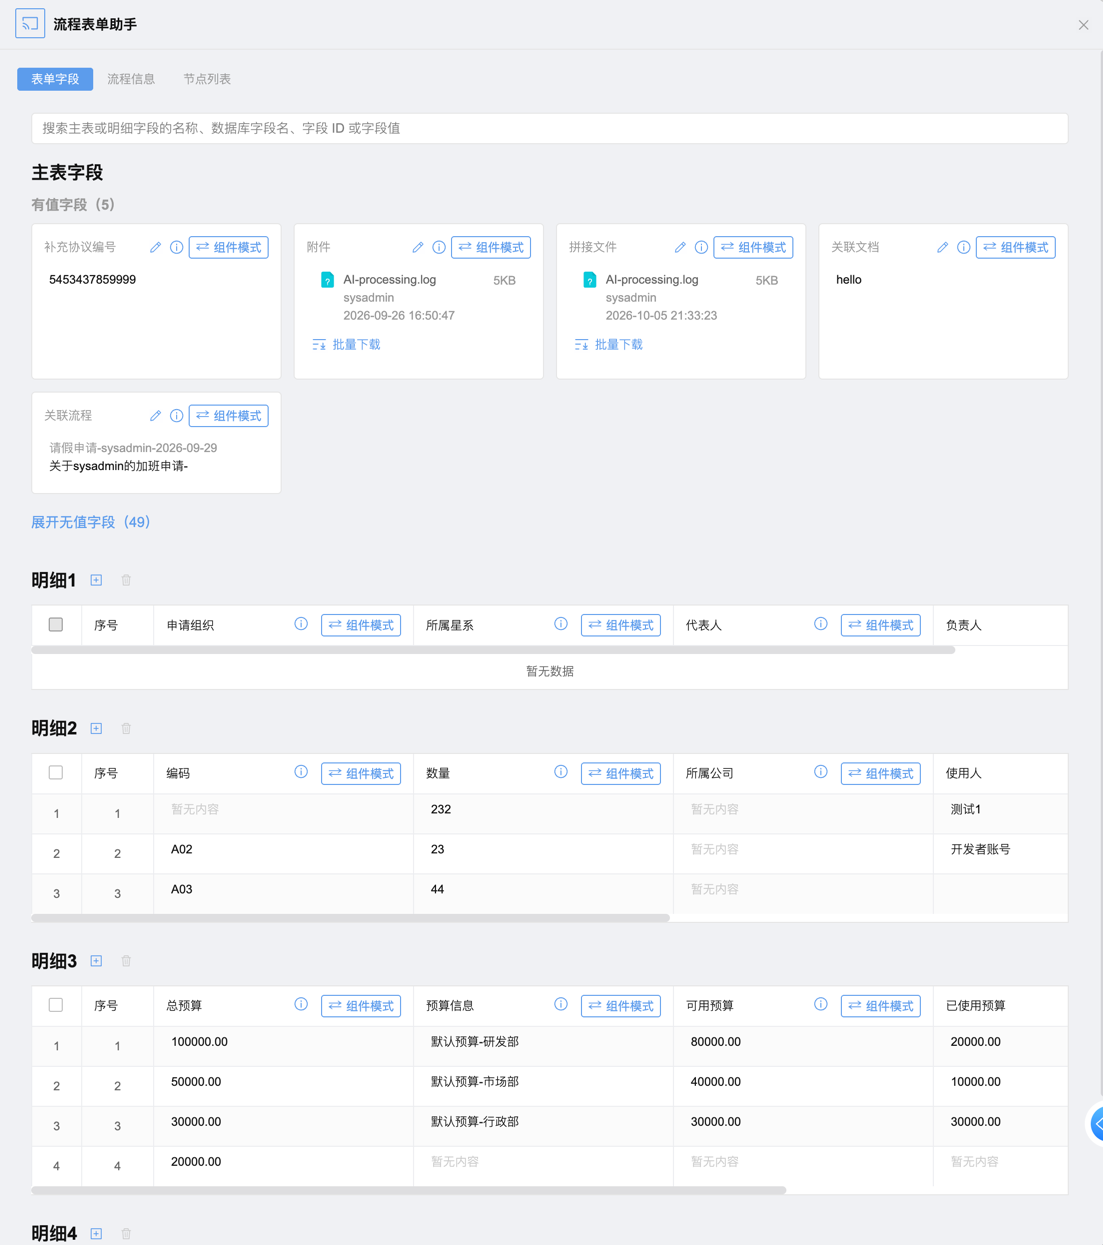 流程表单助手
表单字段 流程信息 节点列表
搜索主表或明细字段的名称、数据库字段名、字段 ID 或字段值
主表字段
有值字段（5）
补充协议编号 组件模式
5453437859999
附件 组件模式
AI-processing.log 5KB
sysadmin
2026-09-26 16:50:47
批量下载
拼接文件 组件模式
AI-processing.log 5KB
sysadmin
2026-10-05 21:33:23
批量下载
关联文档 组件模式
hello
关联流程 组件模式
请假申请-sysadmin-2026-09-29
关于sysadmin的加班申请-
展开无值字段（49）
明细1
序号 申请组织 组件模式 所属星系 组件模式 代表人 组件模式 负责人
暂无数据
明细2
序号 编码 组件模式 数量 组件模式 所属公司 组件模式 使用人
1 1 暂无内容 232 暂无内容 测试1
2 2 A02 23 暂无内容 开发者账号
3 3 A03 44 暂无内容
明细3
序号 总预算 组件模式 预算信息 组件模式 可用预算 组件模式 已使用预算
1 1 100000.00 默认预算-研发部 80000.00 20000.00
2 2 50000.00 默认预算-市场部 40000.00 10000.00
3 3 30000.00 默认预算-行政部 30000.00 30000.00
4 4 20000.00 暂无内容 暂无内容 暂无内容
明细4